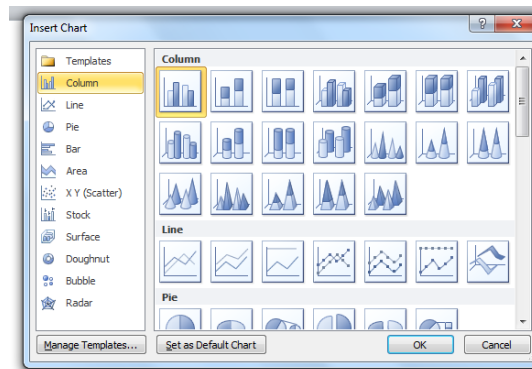 Insert Chart
Templates
Column
Line
Pie
Bar
Area
X Y (Scatter)
Stock
Surface
Doughnut
Bubble
Radar
Column
Line
Pie
Manage Templates...
Set as Default Chart
OK
Cancel